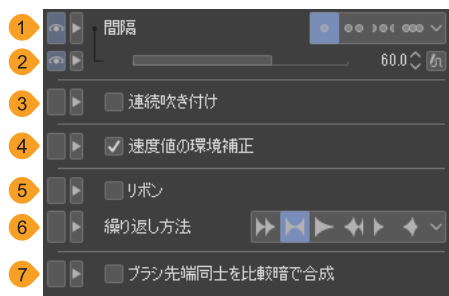 1 間隔
2 60.0
3 連続吹き付け
4 速度値の環境補正
5 リボン
6 繰り返し方法
7 ブラシ先端同士を比較暗で合成